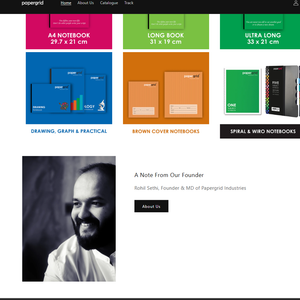 papergrid Home About Us Catalogue Track
A4 NOTEBOOK
29.7 x 21 cm
LONG BOOK
31 x 19 cm
ULTRA LONG
33 x 21 cm
DRAWING, GRAPH & PRACTICAL
BROWN COVER NOTEBOOKS
SPIRAL & WIRO NOTEBOOKS
A Note From Our Founder
Rohit Sethi, Founder & MD of Papergrid Industries
About Us